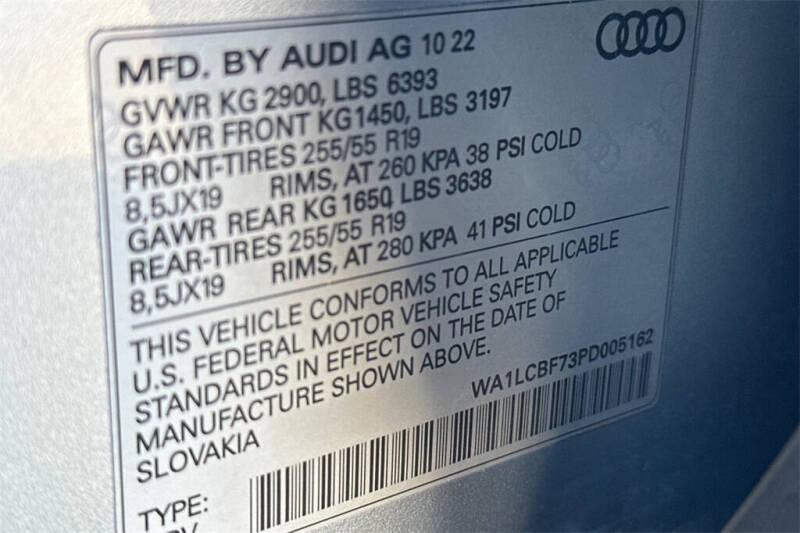 MFD. BY AUDI AG 10 22
GVWR KG 2900, LBS 6393
GAWR FRONT KG1450, LBS 3197
FRONT-TIRES 255/55 R19
8,5JX19 RIMS, AT 260 KPA 38 PSI COLD
GAWR REAR KG 1650, LBS 3638
REAR-TIRES 255/55 R19
8,5JX19 RIMS, AT 280 KPA 41 PSI COLD
THIS VEHICLE CONFORMS TO ALL APPLICABLE
U.S. FEDERAL MOTOR VEHICLE SAFETY
STANDARDS IN EFFECT ON THE DATE OF
MANUFACTURE SHOWN ABOVE.
SLOVAKIA
WA1LCBF73PD005162
TYPE: